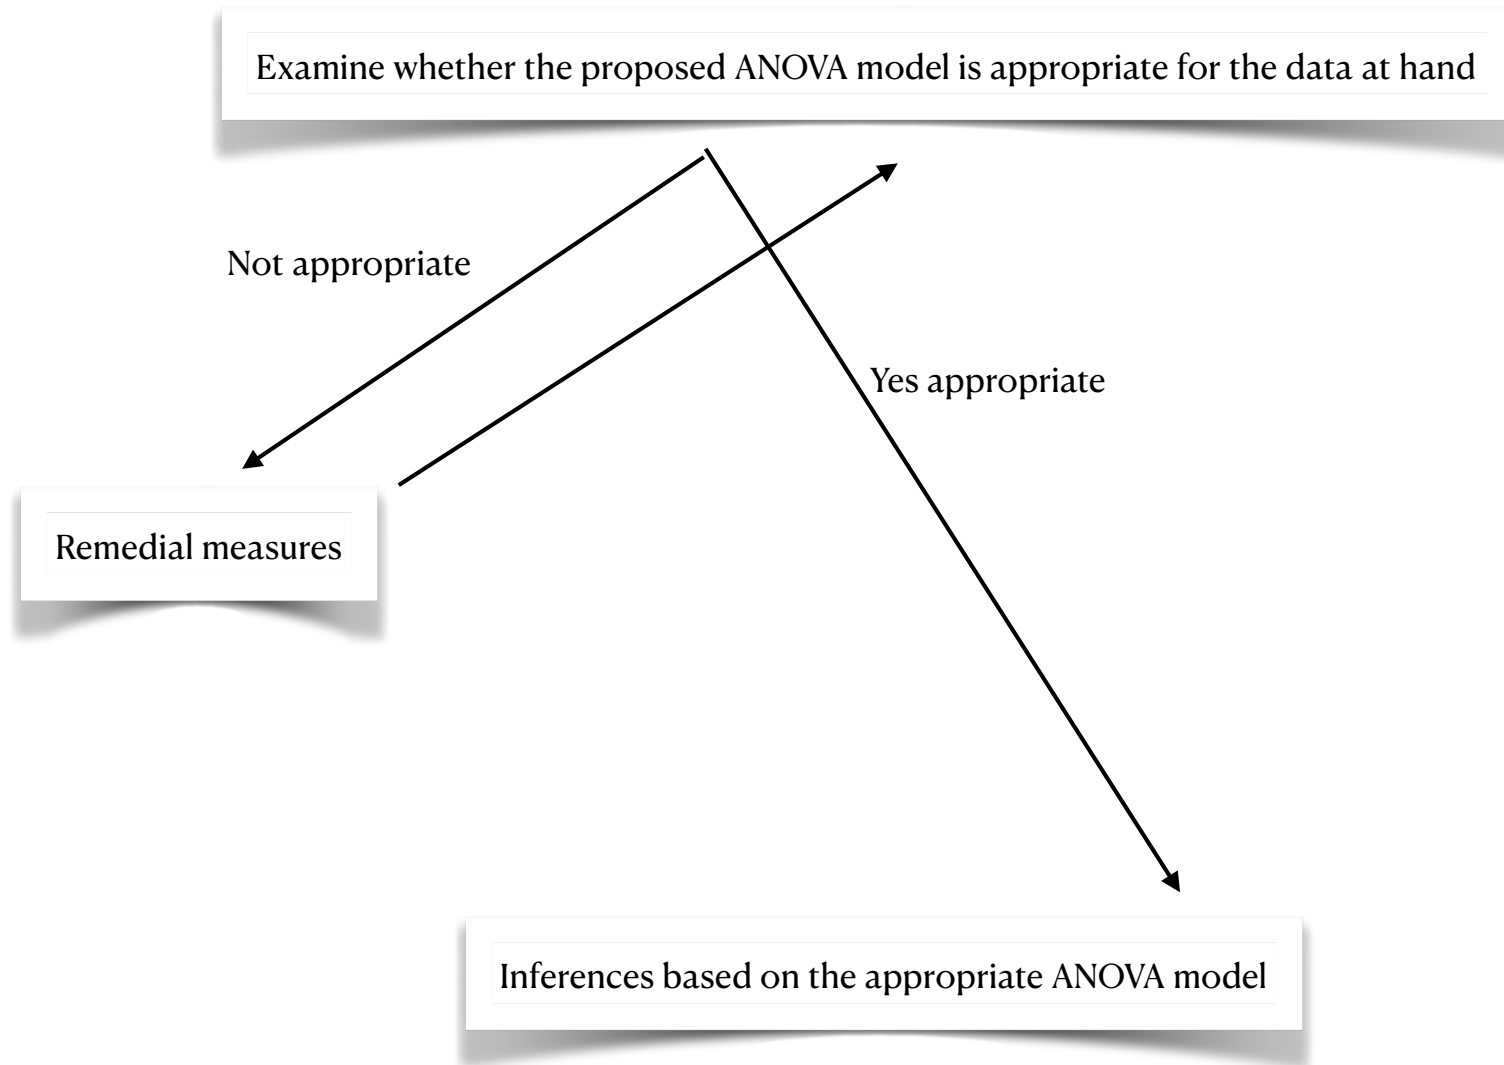 Examine whether the proposed ANOVA model is appropriate for the data at hand
Not appropriate
Yes appropriate
Remedial measures
Inferences based on the appropriate ANOVA model